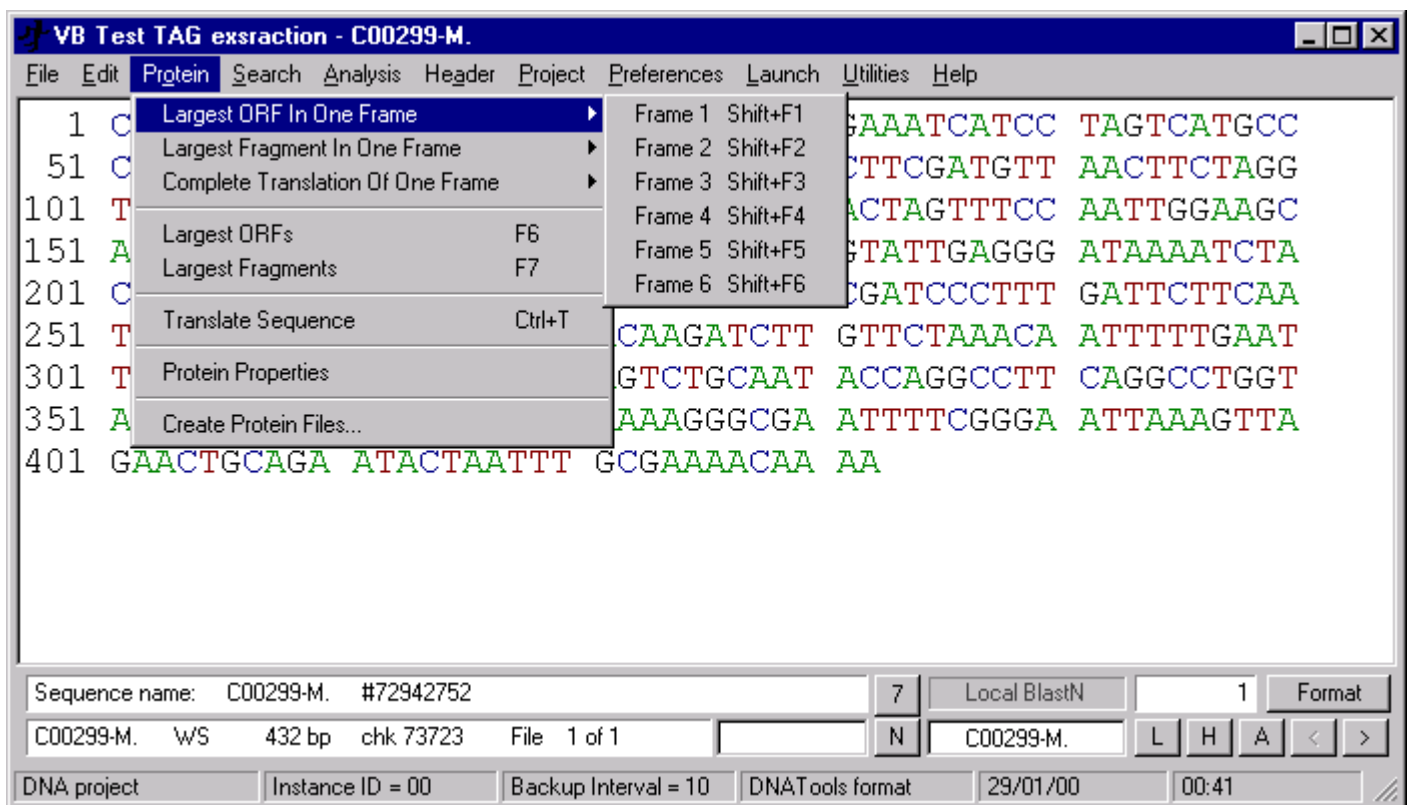 VB Test TAG exsraction - C00299-M.
File Edit Protein Search Analysis Header Project Preferences Launch Utilities Help
Largest ORF In One Frame
Largest Fragment In One Frame
Complete Translation Of One Frame
Largest ORFs F6
Largest Fragments F7
Translate Sequence Ctrl+T
Protein Properties
Create Protein Files...
Frame 1 Shift+F1
Frame 2 Shift+F2
Frame 3 Shift+F3
Frame 4 Shift+F4
Frame 5 Shift+F5
Frame 6 Shift+F6
1 C GAAATCATCC TAGTCATGCC
51 C CTTCGATGTT AACTTCTAGG
101 T ACTAGTTTCC AATTGGAAGC
151 A GTATTGAGGG ATAAAATCTA
201 C CGATCCCTTT GATTCTTCAA
251 T CAAGATCTT GTTCTAAACA ATTTTTGAAT
301 T GTCTGCAAT ACCAGGCCTT CAGGCCTGGT
351 A AAAGGGCGA ATTTTCGGGA ATTAAAGTTA
401 GAACTGCAGA ATACTAATTT GCGAAAACAA AA
Sequence name: C00299-M. #72942752 7 Local BlastN 1 Format
C00299-M. WS 432 bp chk 73723 File 1 of 1 N C00299-M. L H A < >
DNA project Instance ID = 00 Backup Interval = 10 DNATools format 29/01/00 00:41